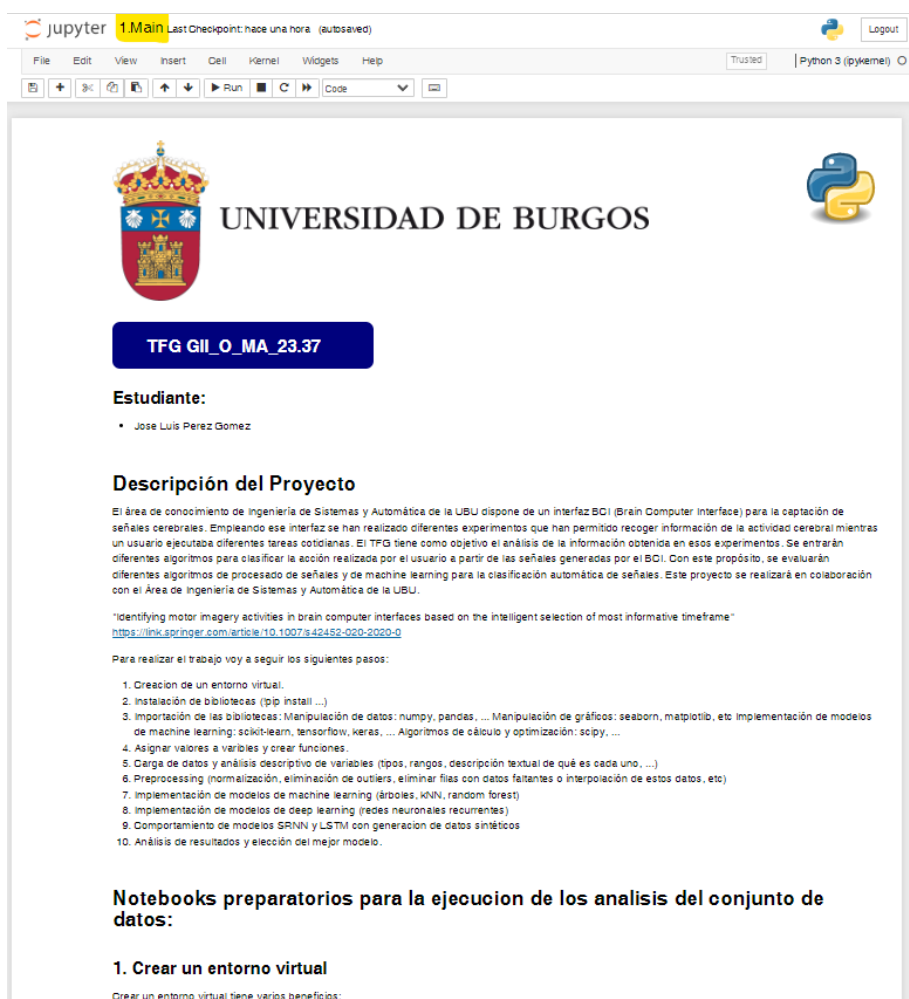 jupyter 1.Main Last Checkpoint: hace una hora (autosaved) Logout
File Edit View Insert Cell Kernel Widgets Help Trusted Python 3 (ipykernel)
Run Code
UNIVERSIDAD DE BURGOS
TFG GII_O_MA_23.37
Estudiante:
• Jose Luis Perez Gomez
Descripción del Proyecto
El área de conocimiento de Ingeniería de Sistemas y Automática de la UBU dispone de un interfaz BCI (Brain Computer Interface) para la captación de
señales cerebrales. Empleando ese interfaz se han realizado diferentes experimentos que han permitido recoger información de la actividad cerebral mientras
un usuario ejecutaba diferentes tareas cotidianas. El TFG tiene como objetivo el análisis de la información obtenida en esos experimentos. Se entrarán
diferentes algoritmos para clasificar la acción realizada por el usuario a partir de las señales generadas por el BCI. Con este propósito, se evaluarán
diferentes algoritmos de procesado de señales y de machine learning para la clasificación automática de señales. Este proyecto se realizará en colaboración
con el Área de Ingeniería de Sistemas y Automática de la UBU.
"Identifying motor imagery activities in brain computer interfaces based on the intelligent selection of most informative timeframe"
https://link.springer.com/article/10.1007/s42452-020-2020-0
Para realizar el trabajo voy a seguir los siguientes pasos:
1. Creacion de un entorno virtual.
2. Instalación de bibliotecas (!pip install ...)
3. Importación de las bibliotecas: Manipulación de datos: numpy, pandas, ... Manipulación de gráficos: seaborn, matplotlib, etc Implementación de modelos
de machine learning: scikit-learn, tensorflow, keras, ... Algoritmos de cálculo y optimización: scipy, ...
4. Asignar valores a varibles y crear funciones.
5. Carga de datos y análisis descriptivo de variables (tipos, rangos, descripción textual de qué es cada uno, ...)
6. Preprocessing (normalización, eliminación de outliers, eliminar filas con datos faltantes o interpolación de estos datos, etc)
7. Implementación de modelos de machine learning (árboles, kNN, random forest)
8. Implementación de modelos de deep learning (redes neuronales recurrentes)
9. Comportamiento de modelos SRNN y LSTM con generacion de datos sintéticos
10. Análisis de resultados y elección del mejor modelo.
Notebooks preparatorios para la ejecucion de los analisis del conjunto de
datos:
1. Crear un entorno virtual
Crear un entorno virtual tiene varios beneficios: